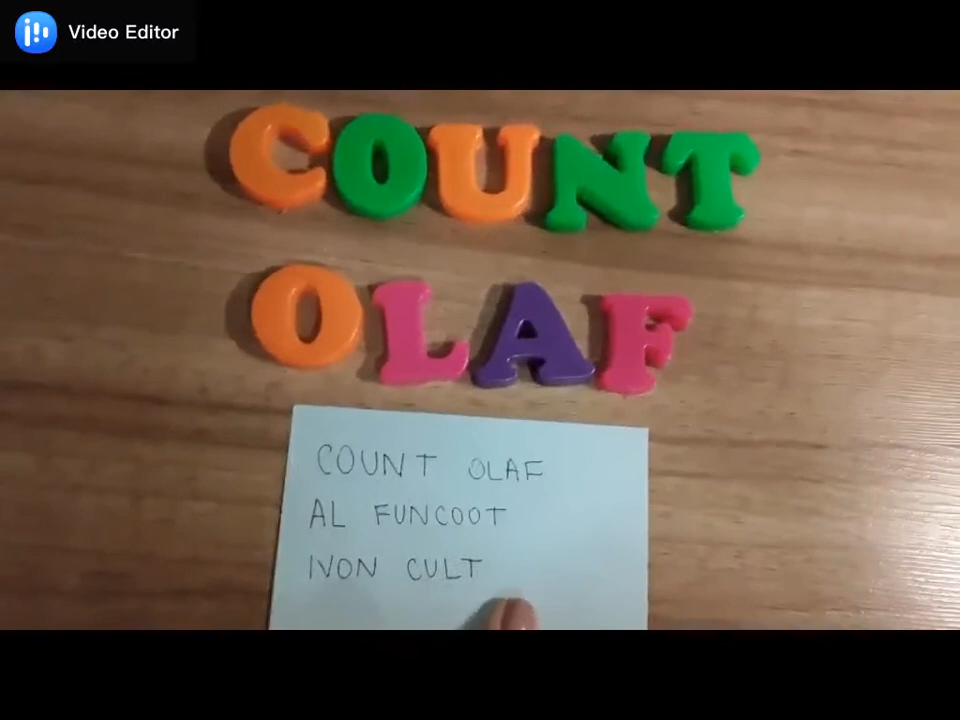 Video Editor
COUNT
OLAF
COUNT OLAF
AL FUNCOOT
IVON CULT